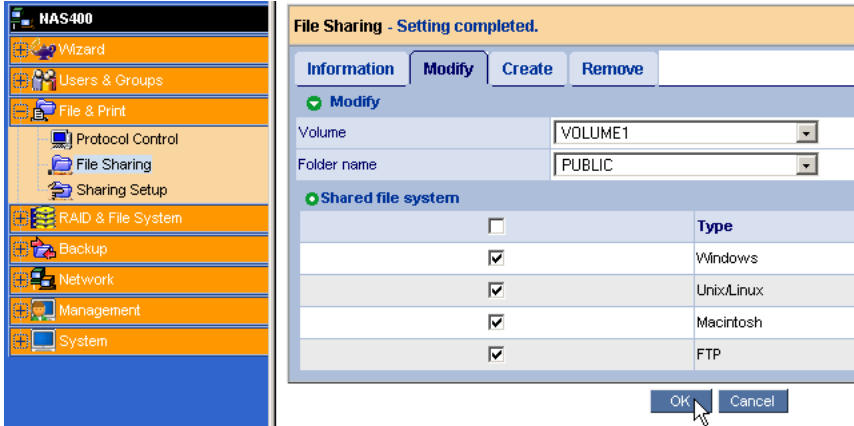 NAS400
Wizard
Users & Groups
File & Print
Protocol Control
File Sharing
Sharing Setup
RAID & File System
Backup
Network
Management
System
File Sharing - Setting completed.
Information Modify Create Remove
Modify
Volume VOLUME1
Folder name PUBLIC
Shared file system
Type
Windows
Unix/Linux
Macintosh
FTP
OK Cancel